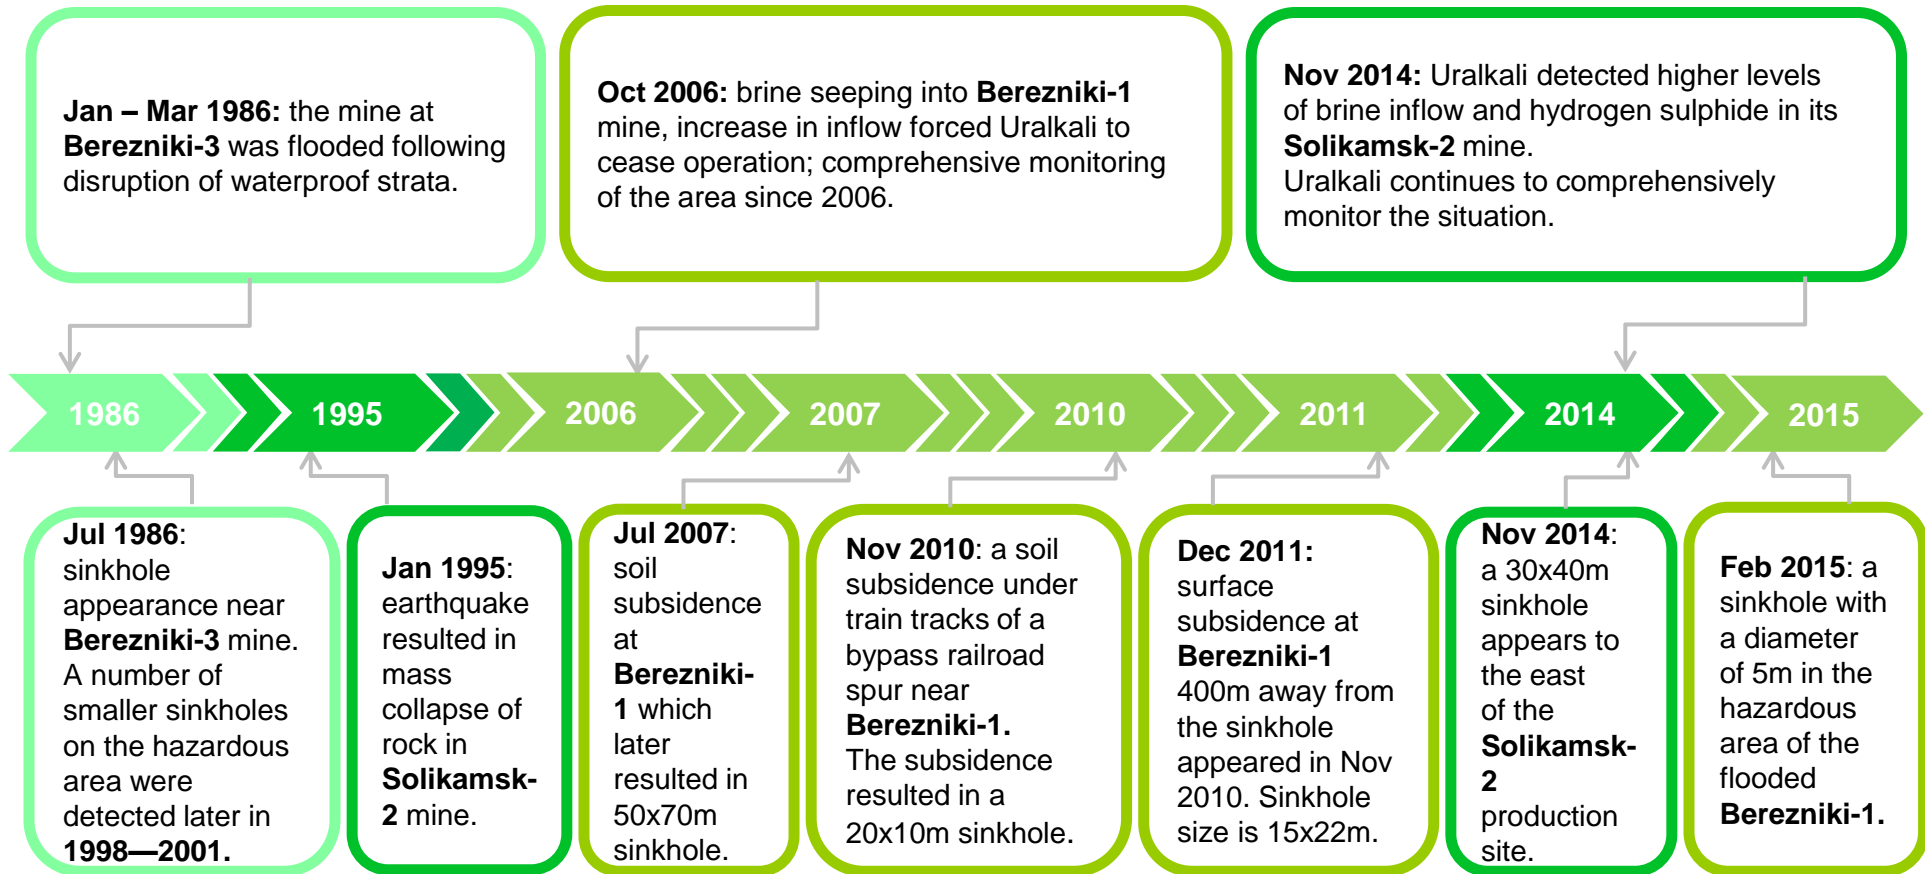 Jan – Mar 1986: the mine at
Berezniki-3 was flooded following
disruption of waterproof strata.
Oct 2006: brine seeping into Berezniki-1
mine, increase in inflow forced Uralkali to
cease operation; comprehensive monitoring
of the area since 2006.
Nov 2014: Uralkali detected higher levels
of brine inflow and hydrogen sulphide in its
Solikamsk-2 mine.
Uralkali continues to comprehensively
monitor the situation.
1986
1995
2006
2007
2010
2011
2014
2015
Jul 1986:
sinkhole
appearance near
Berezniki-3 mine.
A number of
smaller sinkholes
on the hazardous
area were
detected later in
1998—2001.
Jan 1995:
earthquake
resulted in
mass
collapse of
rock in
Solikamsk-
2 mine.
Jul 2007:
soil
subsidence
at
Berezniki-
1 which
later
resulted in
50x70m
sinkhole.
Nov 2010: a soil
subsidence under
train tracks of a
bypass railroad
spur near
Berezniki-1.
The subsidence
resulted in a
20x10m sinkhole.
Dec 2011:
surface
subsidence at
Berezniki-1
400m away from
the sinkhole
appeared in Nov
2010. Sinkhole
size is 15x22m.
Nov 2014:
a 30x40m
sinkhole
appears to
the east
of the
Solikamsk-
2
production
site.
Feb 2015: a
sinkhole with
a diameter
of 5m in the
hazardous
area of the
flooded
Berezniki-1.